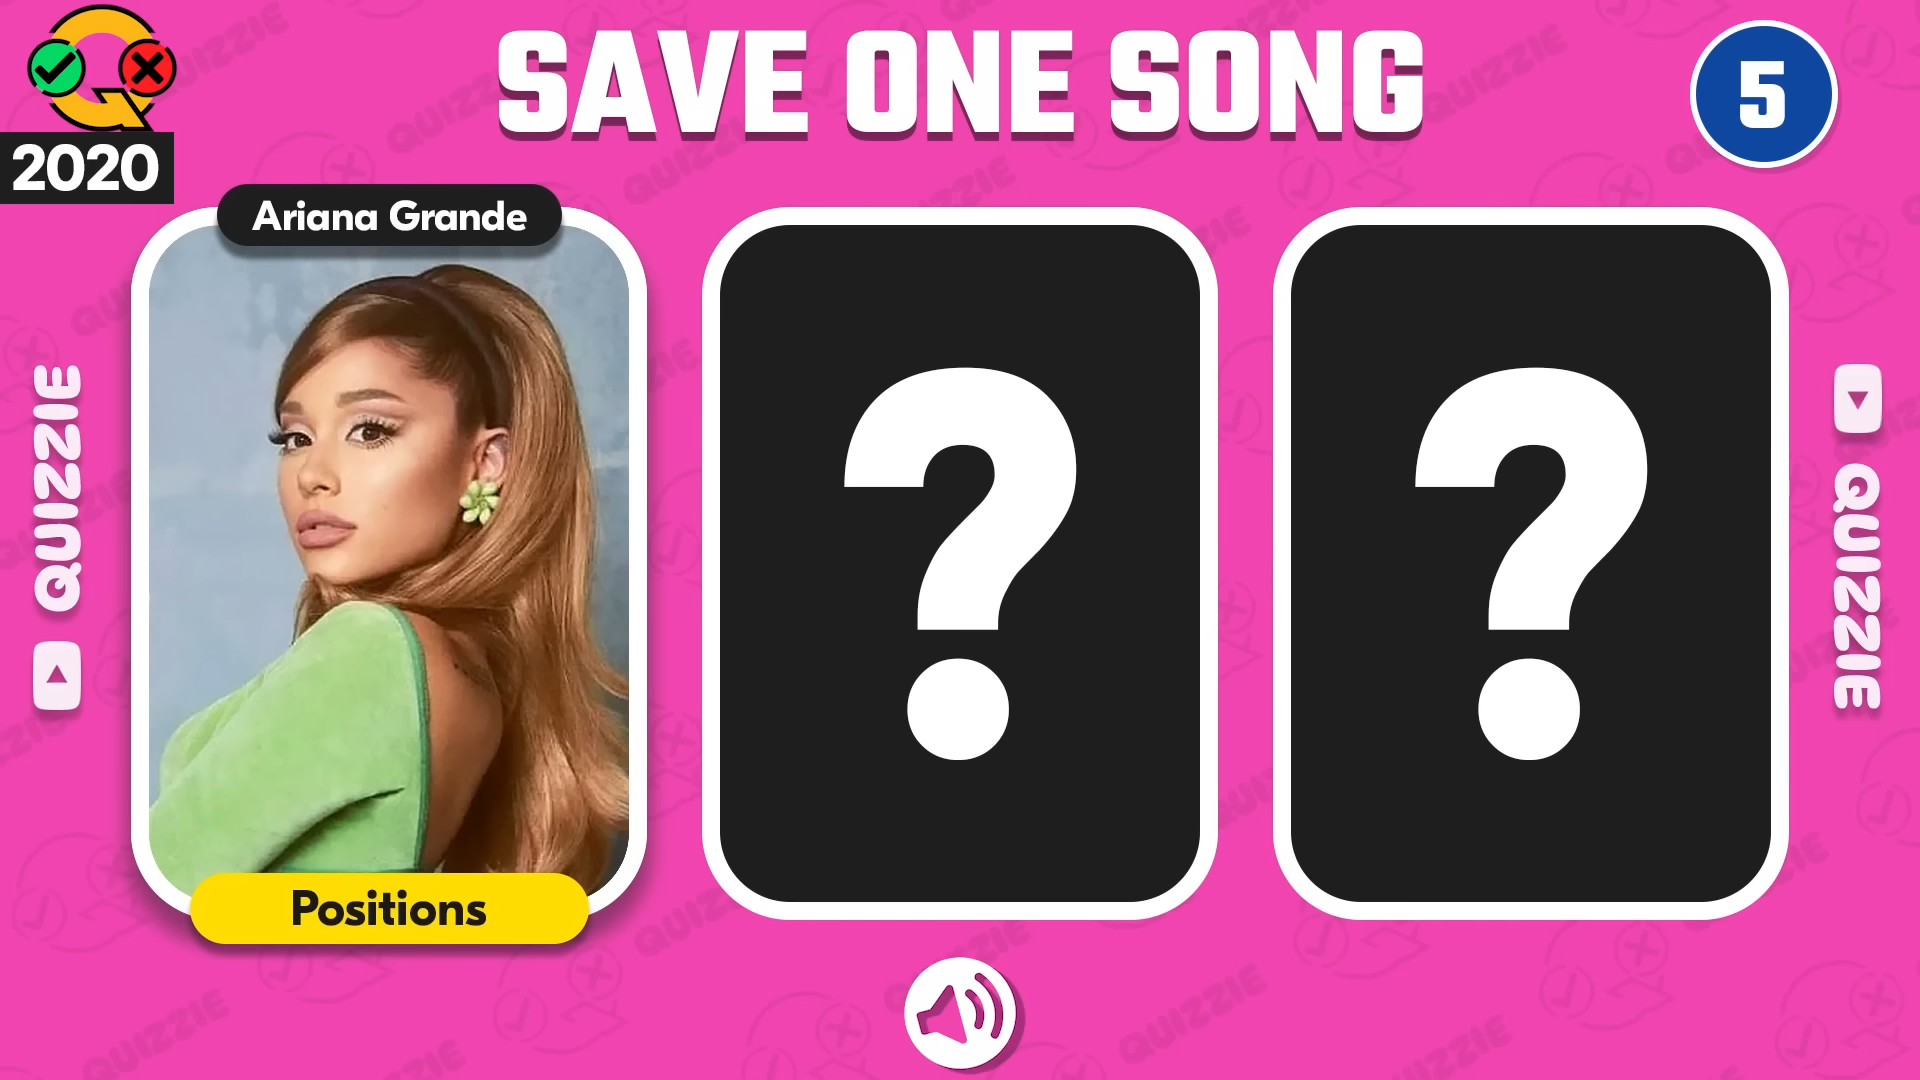 SAVE ONE SONG
5
2020
Ariana Grande
? ?
Positions
QUIZZIE
QUIZZIE